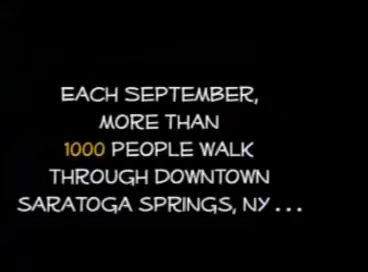 EACH SEPTEMBER,
MORE THAN
1000 PEOPLE WALK
THROUGH DOWNTOWN
SARATOGA SPRINGS, NY...